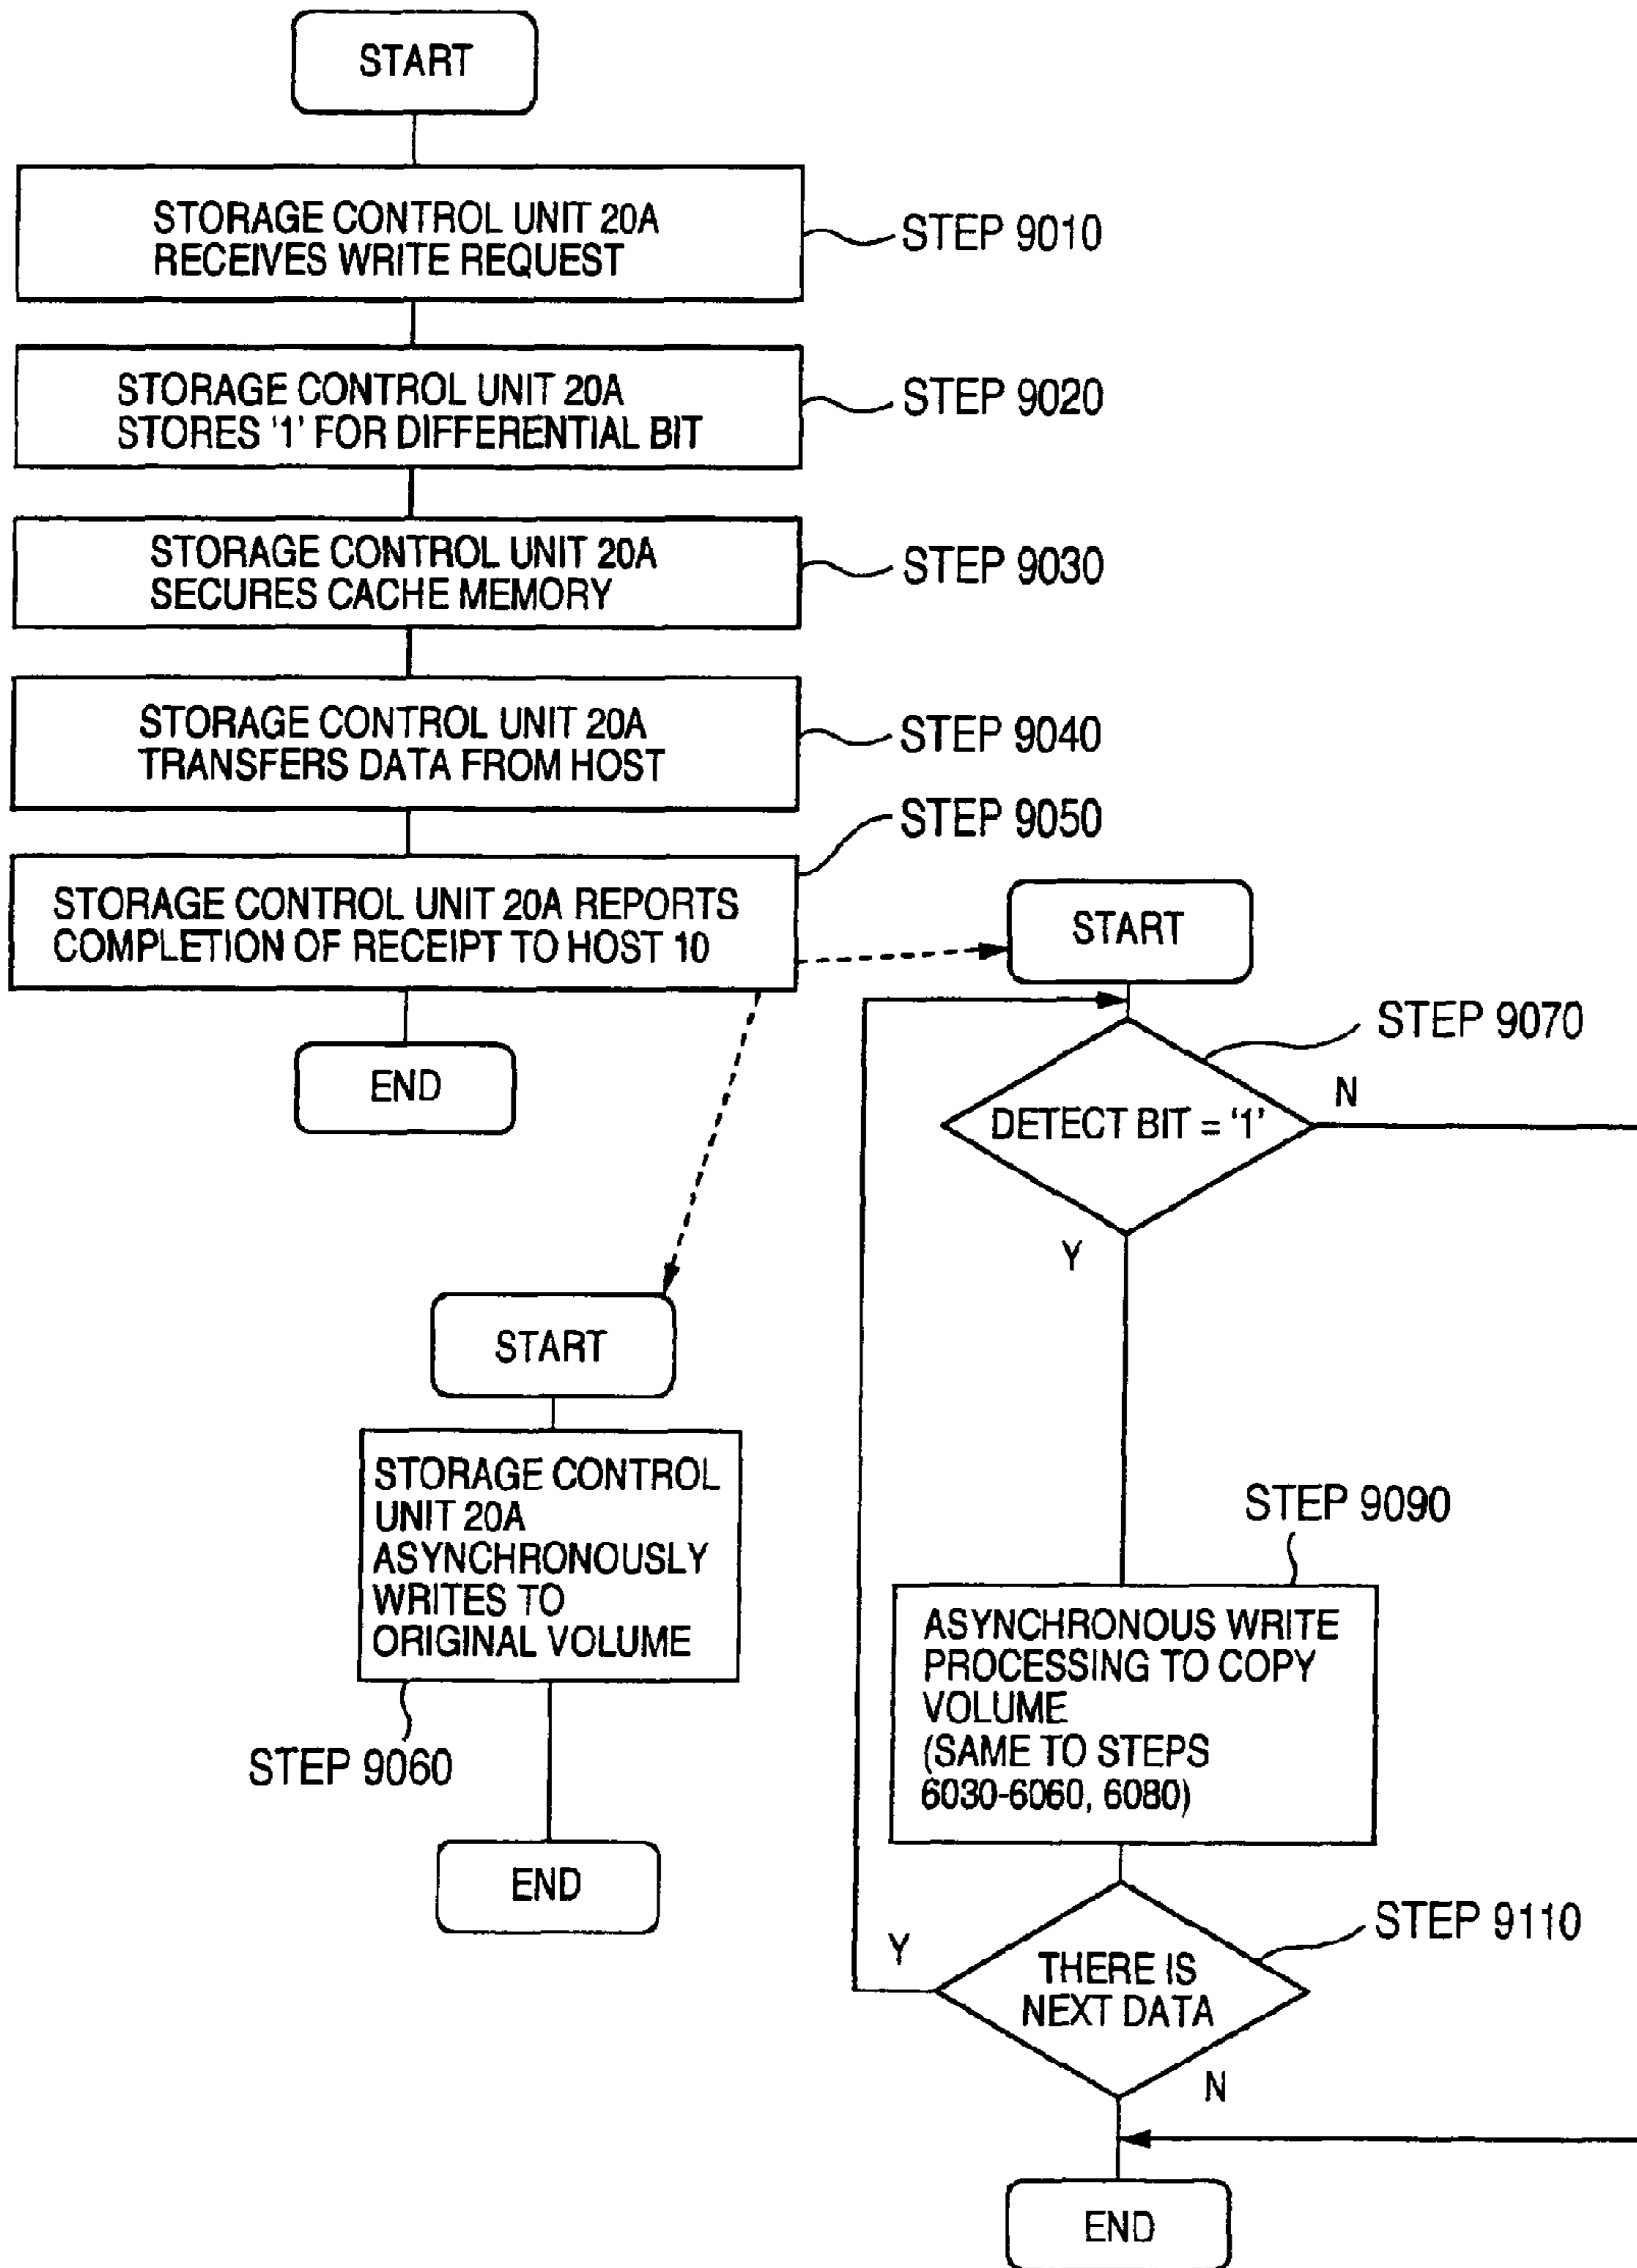 START
STORAGE CONTROL UNIT 20A
RECEIVES WRITE REQUEST
STEP 9010
STORAGE CONTROL UNIT 20A
STORES '1' FOR DIFFERENTIAL BIT
STEP 9020
STORAGE CONTROL UNIT 20A
SECURES CACHE MEMORY
STEP 9030
STORAGE CONTROL UNIT 20A
TRANSFERS DATA FROM HOST
STEP 9040
STORAGE CONTROL UNIT 20A REPORTS
COMPLETION OF RECEIPT TO HOST 10
STEP 9050
END
START
STORAGE CONTROL
UNIT 20A
ASYNCHRONOUSLY
WRITES TO
ORIGINAL VOLUME
STEP 9060
END
START
STEP 9070
DETECT BIT = '1'
N
Y
STEP 9090
ASYNCHRONOUS WRITE
PROCESSING TO COPY
VOLUME
(SAME TO STEPS
6030-6060, 6080)
STEP 9110
Y
THERE IS
NEXT DATA
N
END